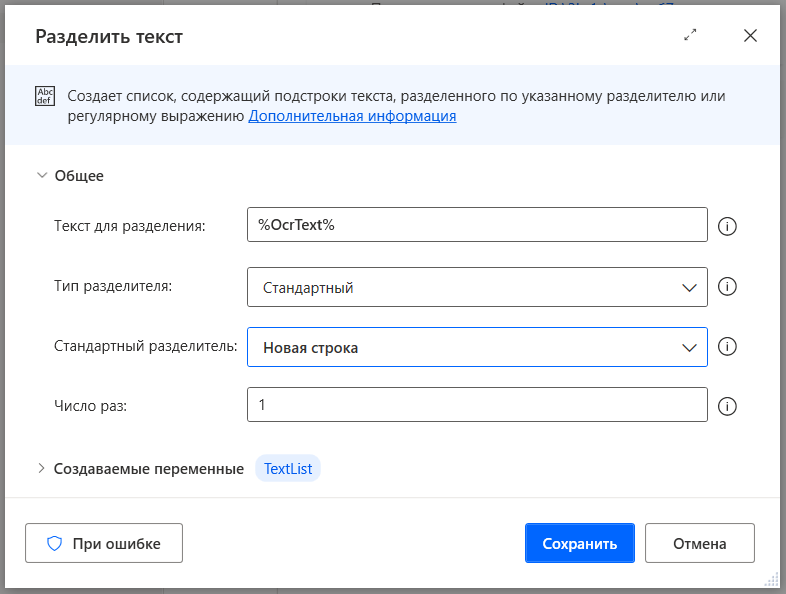 Разделить текст
Abc
def
Создает список, содержащий подстроки текста, разделенного по указанному разделителю или
регулярному выражению Дополнительная информация
Общее
Текст для разделения:
%OcrText%
Тип разделителя:
Стандартный
Стандартный разделитель:
Новая строка
Число раз:
1
Создаваемые переменные TextList
При ошибке
Сохранить
Отмена